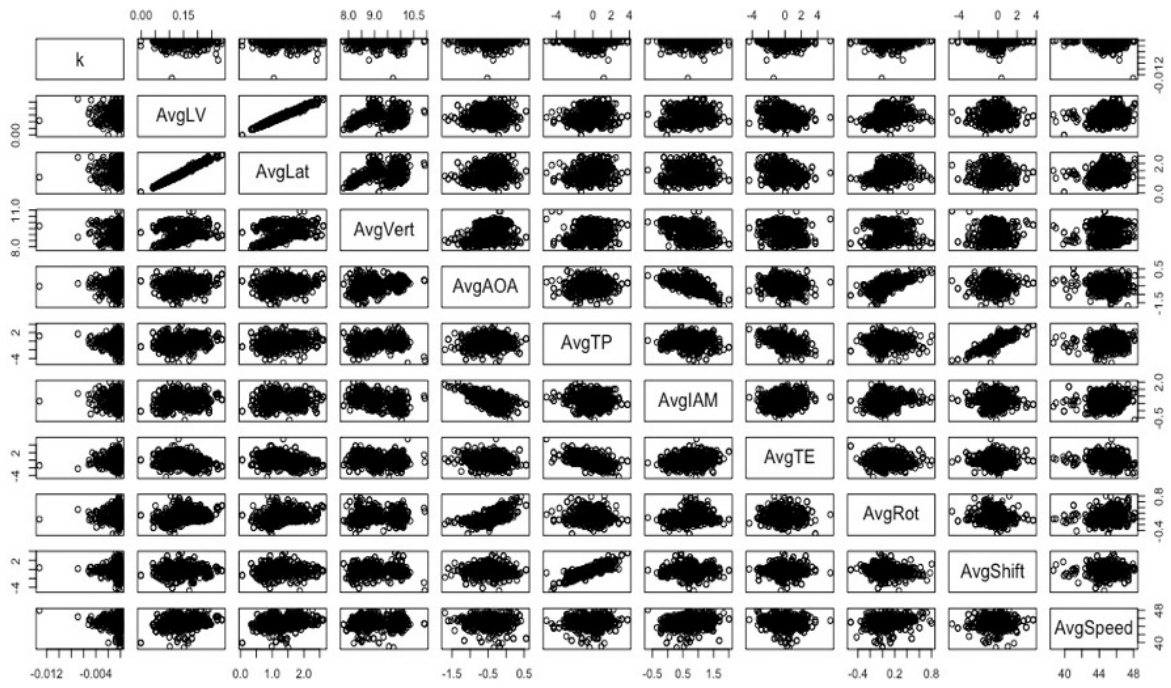 0.00 0.15 8.0 9.0 10.5 -4 0 2 4 -4 0 2 4 -4 0 2 4
k -0.012
0.00 AvgLV
AvgLat 0.0 2.0
8.0 11.0 AvgVert
AvgAOA -1.5 0.5
-4 2 AvgTP
AvgIAM -0.5 2.0
-4 2 AvgTE
AvgRot -0.4 0.8
-4 2 AvgShift
AvgSpeed 40 48
-0.012 -0.004 0.0 1.0 2.0 -1.5 -0.5 0.5 -0.5 0.5 1.5 -0.4 0.2 0.8 40 44 48